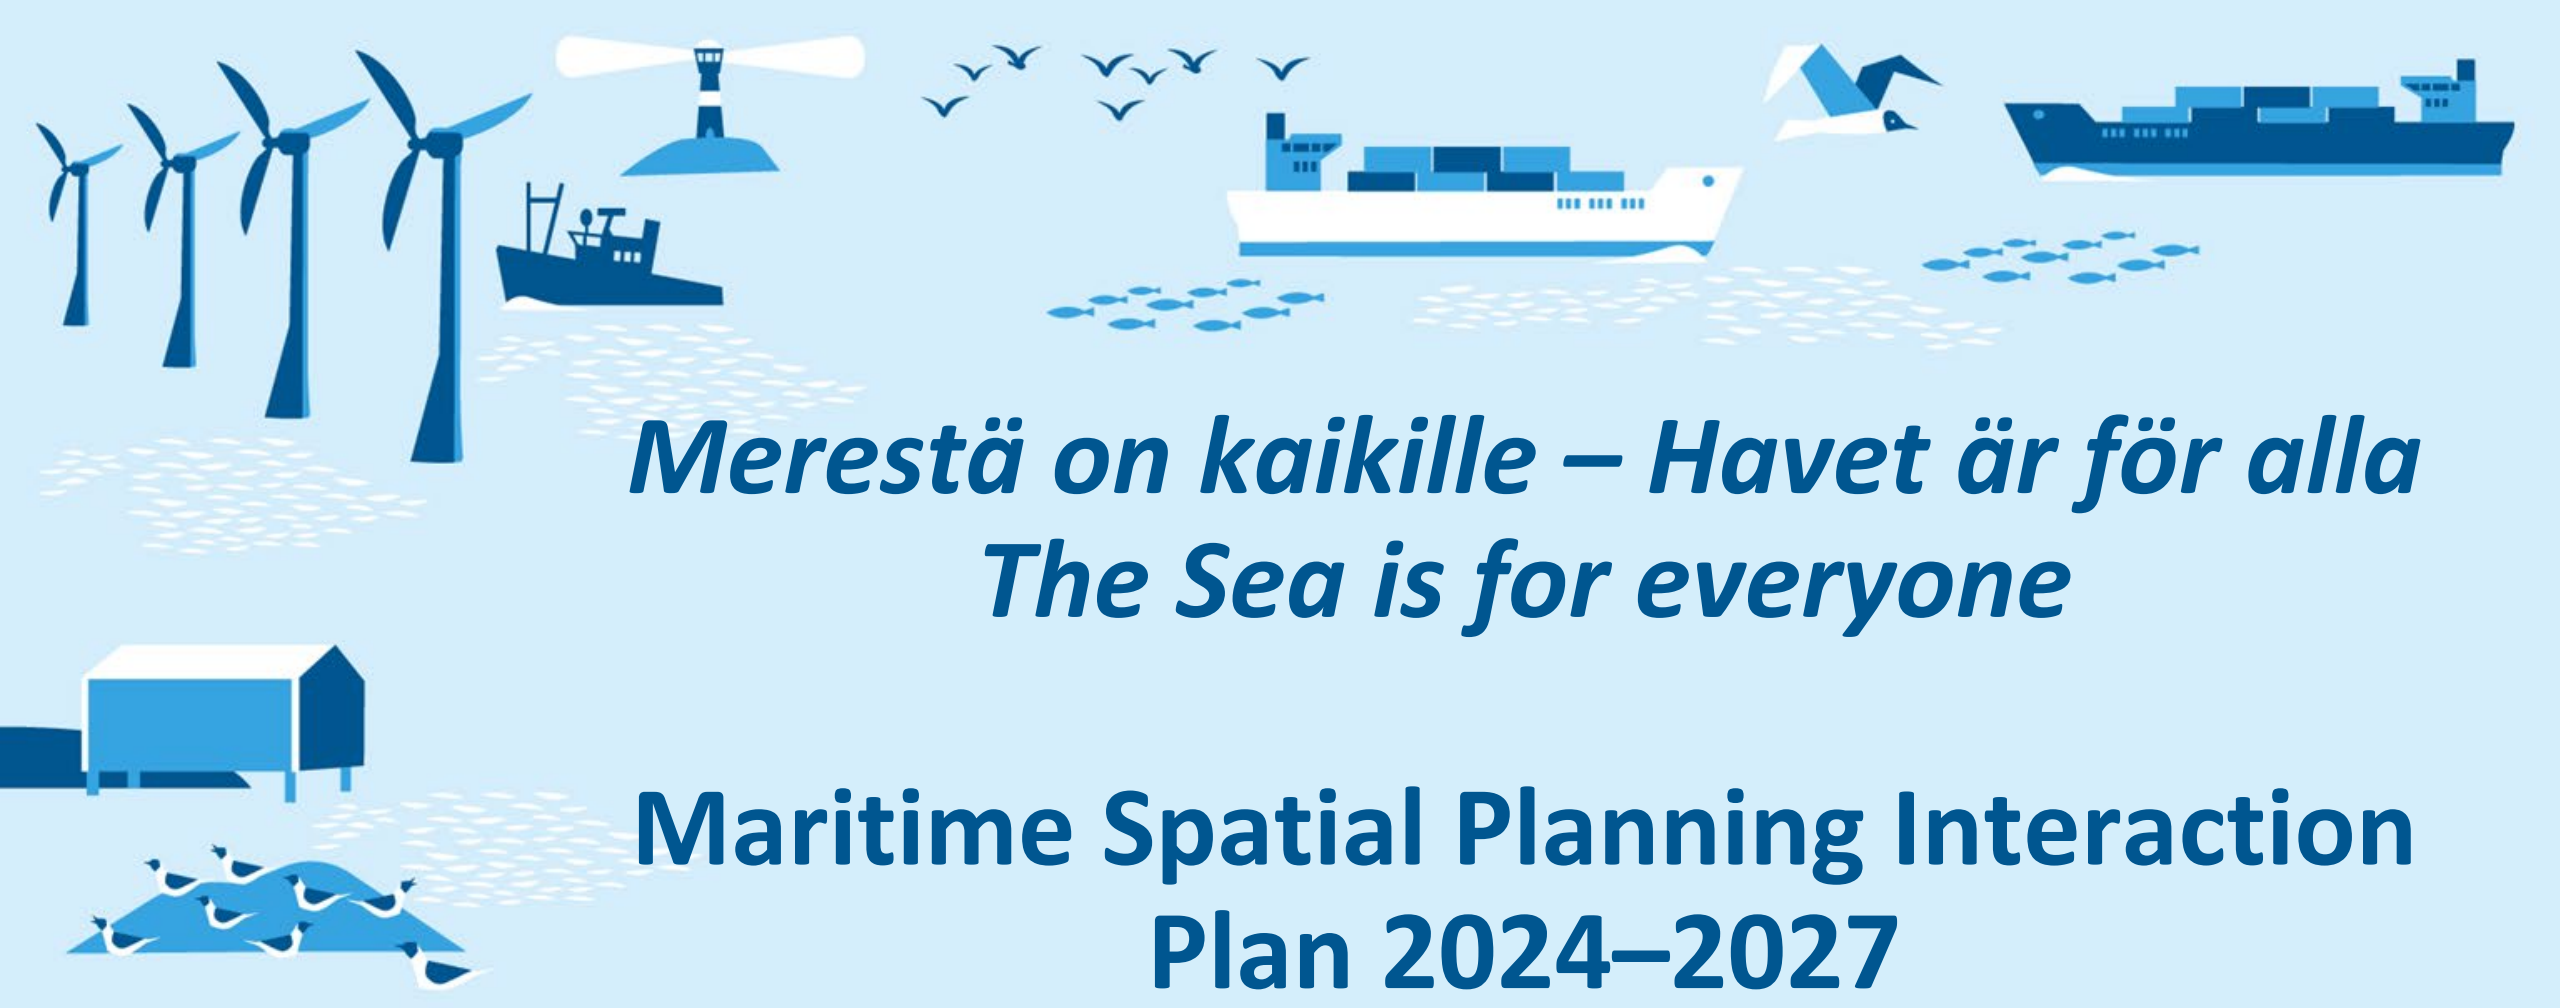 Merestä on kaikille – Havet är för alla
The Sea is for everyone
Maritime Spatial Planning Interaction
Plan 2024–2027